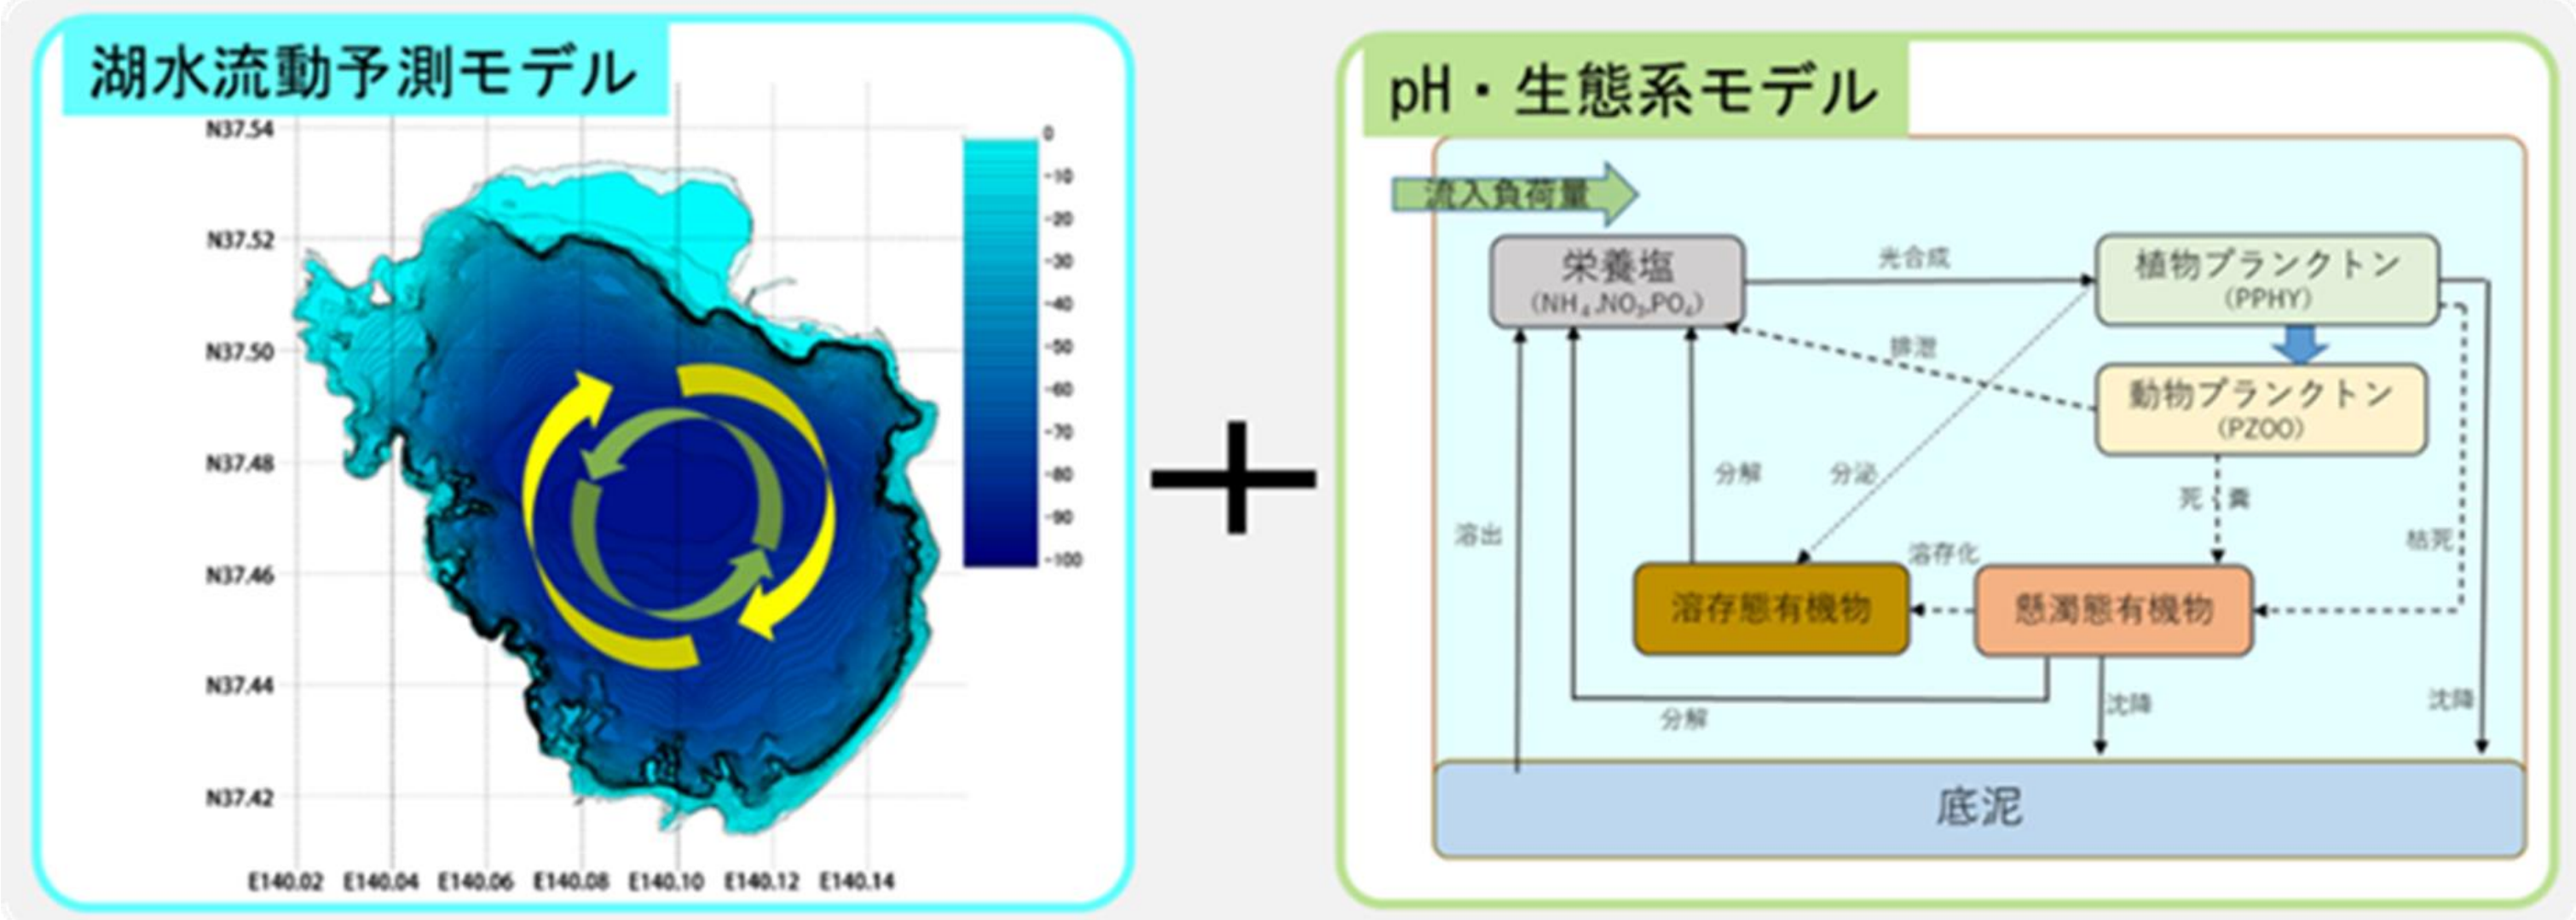 湖水流動予測モデル
N37.54
N37.52
N37.50
N37.48
N37.46
N37.44
N37.42
E140.02 E140.04 E140.06 E140.08 E140.10 E140.12 E140.14
0
-10
-20
-30
-40
-50
-60
-70
-80
-90
-100
+
pH・生態系モデル
流入負荷量
栄養塩
(NH₄,NO₃,PO₄)
光合成
植物プランクトン
(PPHY)
排泄
動物プランクトン
(PZOO)
分解
分泌
死 糞
溶出
枯死
溶存化
溶存態有機物
懸濁態有機物
分解
沈降
沈降
底泥